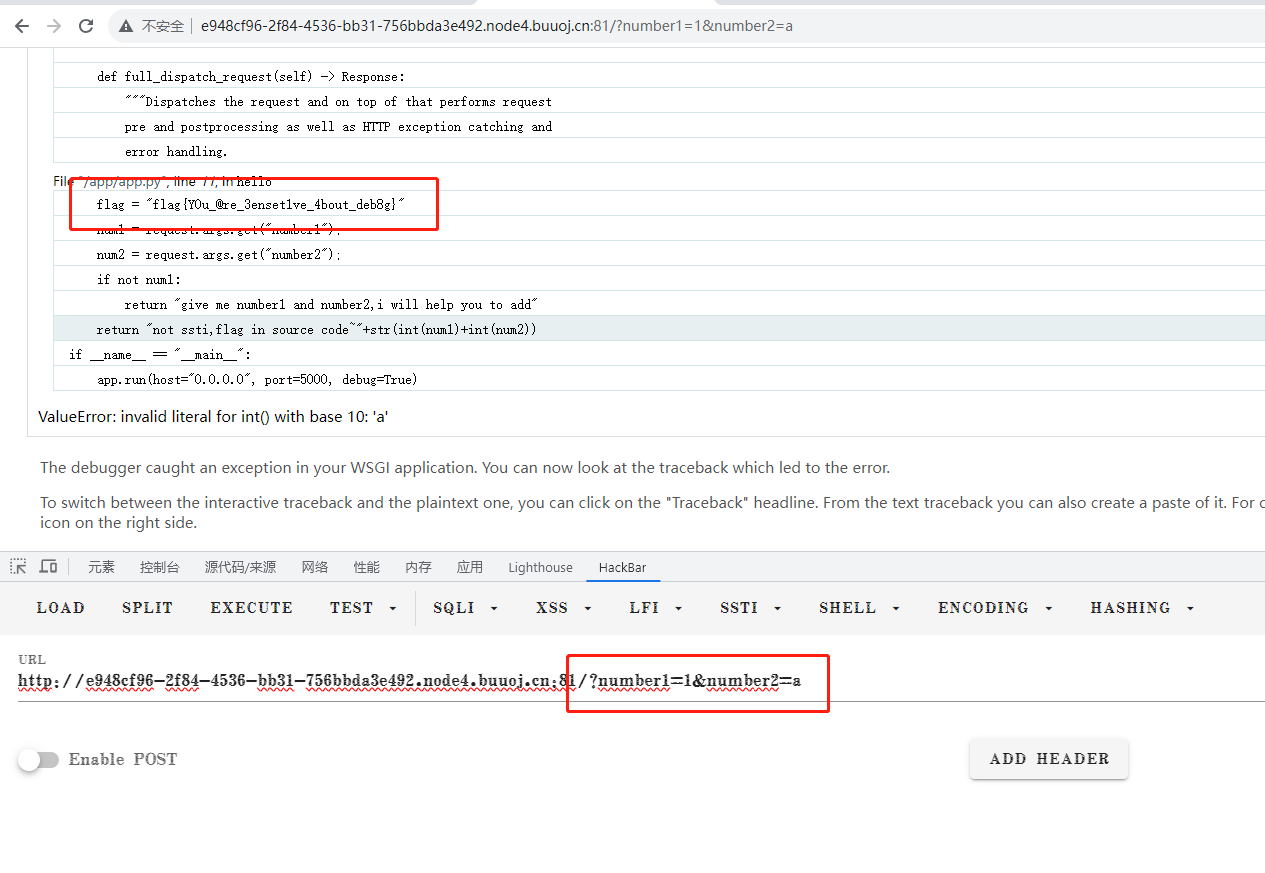 不安全 e948cf96-2f84-4536-bb31-756bbda3e492.node4.buuoj.cn:81/?number1=1&number2=a
def full_dispatch_request(self) -> Response:
"""Dispatches the request and on top of that performs request
pre and postprocessing as well as HTTP exception catching and
error handling.
File "/app/app.py", line 77, in hello
flag = "flag{Y0u_@re_3enset1ve_4bout_deb8g}"
num1 = request.args.get("number1");
num2 = request.args.get("number2");
if not num1:
return "give me number1 and number2,i will help you to add"
return "not ssti,flag in source code~"+str(int(num1)+int(num2))
if __name__ == "__main__":
app.run(host="0.0.0.0", port=5000, debug=True)
ValueError: invalid literal for int() with base 10: 'a'
The debugger caught an exception in your WSGI application. You can now look at the traceback which led to the error.
To switch between the interactive traceback and the plaintext one, you can click on the "Traceback" headline. From the text traceback you can also create a paste of it. For
icon on the right side.
元素 控制台 源代码/来源 网络 性能 内存 应用 Lighthouse HackBar
LOAD SPLIT EXECUTE TEST SQLI XSS LFI SSTI SHELL ENCODING HASHING
URL
http://e948cf96-2f84-4536-bb31-756bbda3e492.node4.buuoj.cn:81/?number1=1&number2=a
Enable POST ADD HEADER